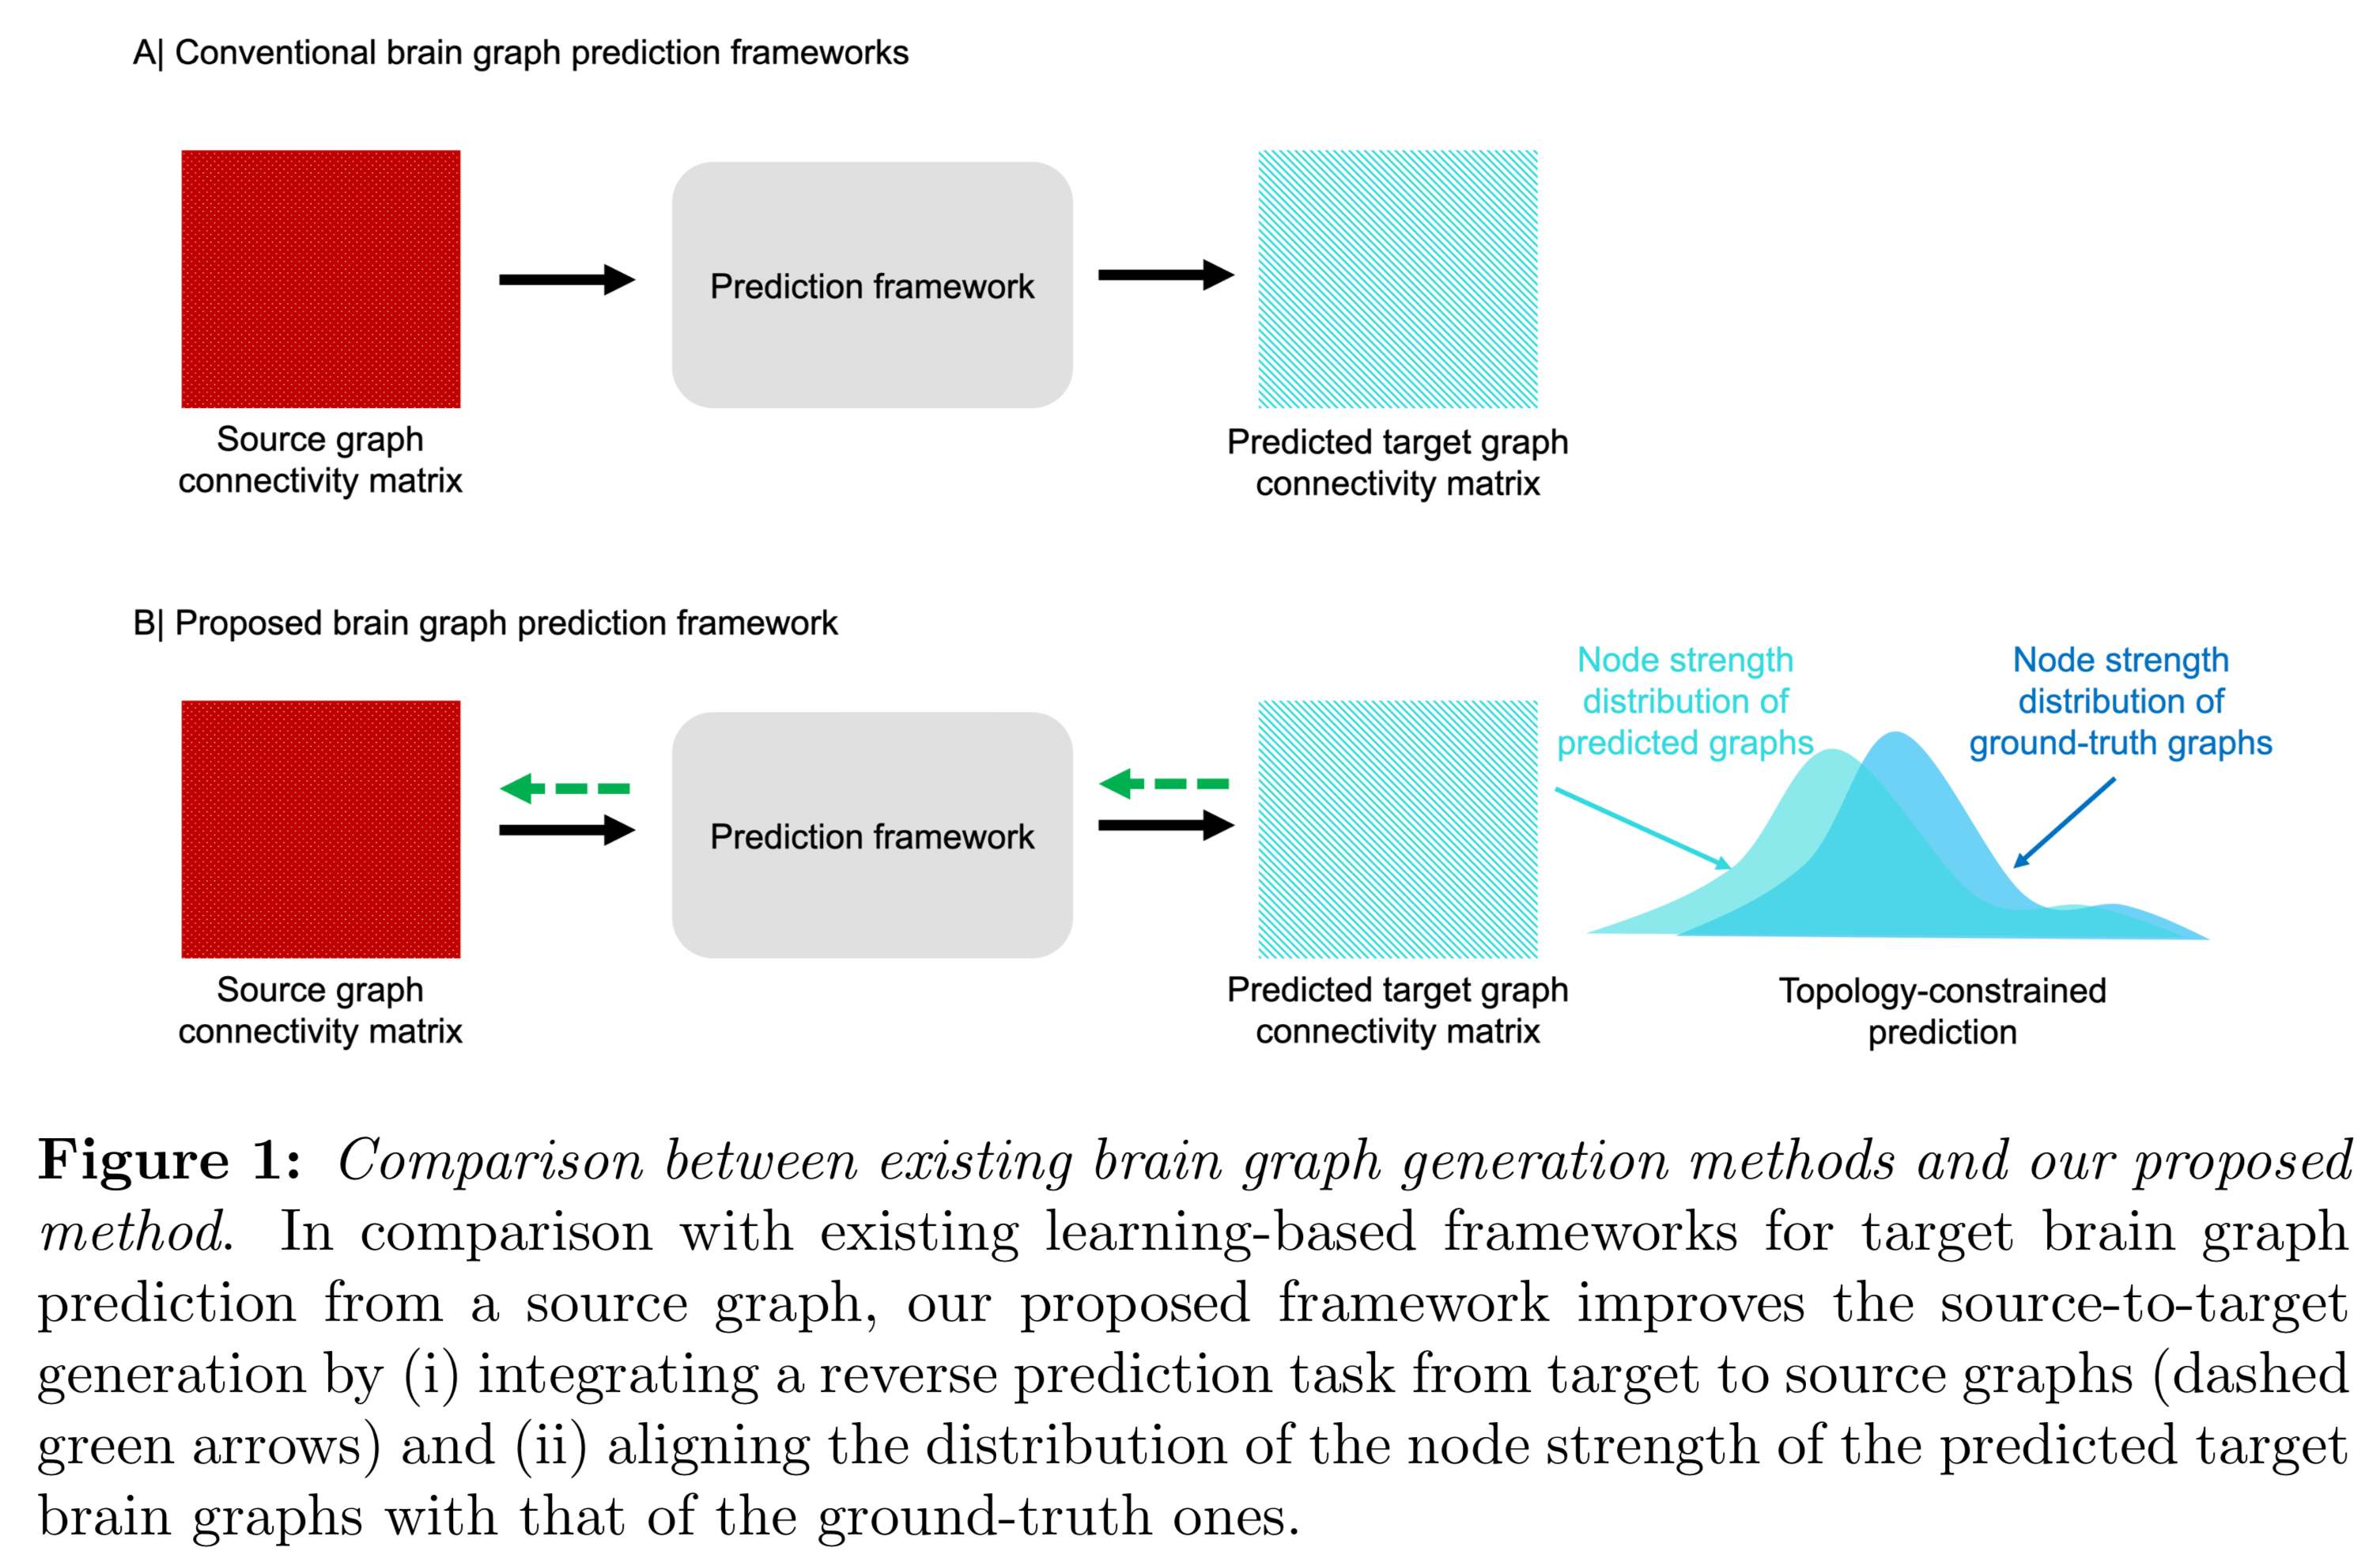 A| Conventional brain graph prediction frameworks
Prediction framework
Source graph
connectivity matrix
Predicted target graph
connectivity matrix
B| Proposed brain graph prediction framework
Node strength
distribution of
predicted graphs
Node strength
distribution of
ground-truth graphs
Prediction framework
Source graph
connectivity matrix
Predicted target graph
connectivity matrix
Topology-constrained
prediction
Figure 1: Comparison between existing brain graph generation methods and our proposed
method. In comparison with existing learning-based frameworks for target brain graph
prediction from a source graph, our proposed framework improves the source-to-target
generation by (i) integrating a reverse prediction task from target to source graphs (dashed
green arrows) and (ii) aligning the distribution of the node strength of the predicted target
brain graphs with that of the ground-truth ones.